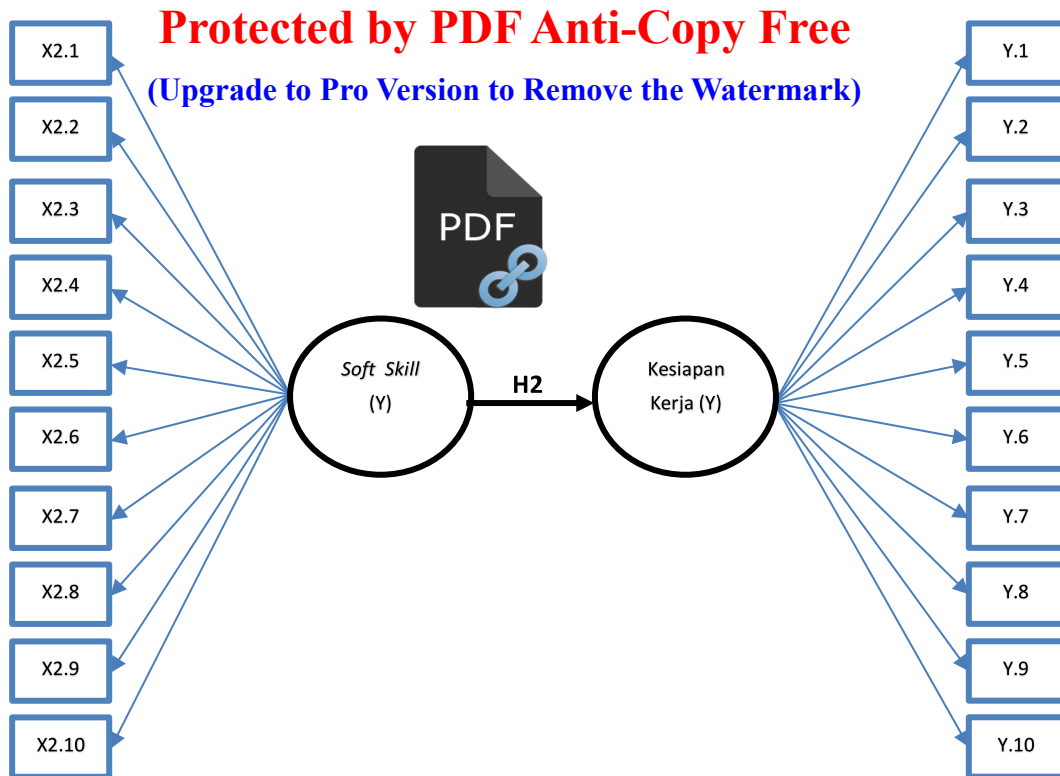 Protected by PDF Anti-Copy Free
(Upgrade to Pro Version to Remove the Watermark)
X2.1
X2.2
X2.3
X2.4
X2.5
X2.6
X2.7
X2.8
X2.9
X2.10
PDF
Soft Skill
(Y)
H2
Kesiapan
Kerja (Y)
Y.1
Y.2
Y.3
Y.4
Y.5
Y.6
Y.7
Y.8
Y.9
Y.10